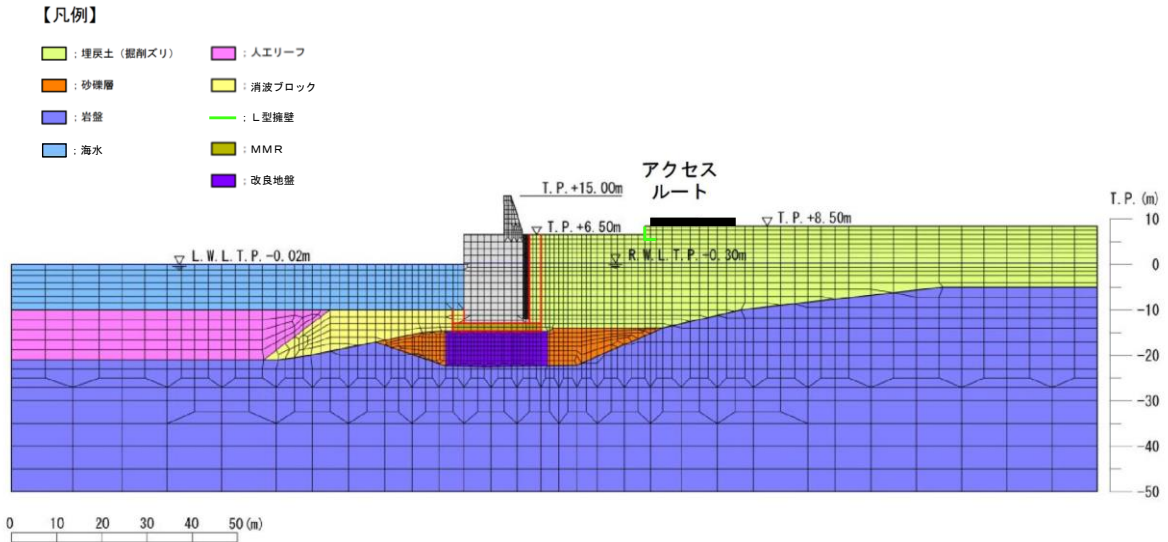 【凡例】
：埋戻土（掘削ズリ）
：人工リーフ
：砂礫層
：消波ブロック
：岩盤
：L型擁壁
：海水
：MMR
：改良地盤
アクセス
ルート
T.P.+15.00m
T.P.+6.50m
T.P.+8.50m
L.W.L.T.P.-0.02m
R.W.L.T.P.-0.30m
T.P.(m)
10
0
-10
-20
-30
-40
-50
0 10 20 30 40 50(m)